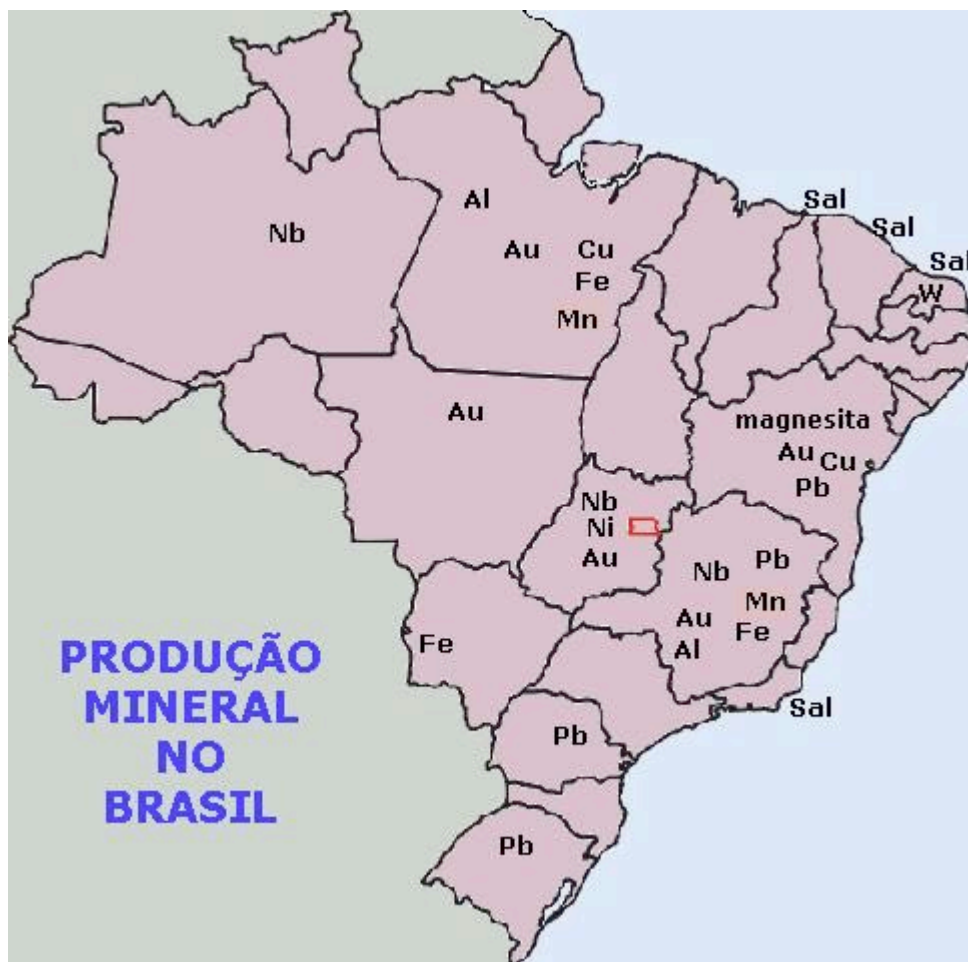 Sal
Al
Sal
Nb
Au
Cu
Sal
Fe
W
Mn
Au
magnesita
Au
Cu
Pb
Nb
Ni
Au
Nb
Pb
Mn
Au
Fe
Al
Fe
PRODUÇÃO
MINERAL
NO
BRASIL
Sal
Pb
Pb